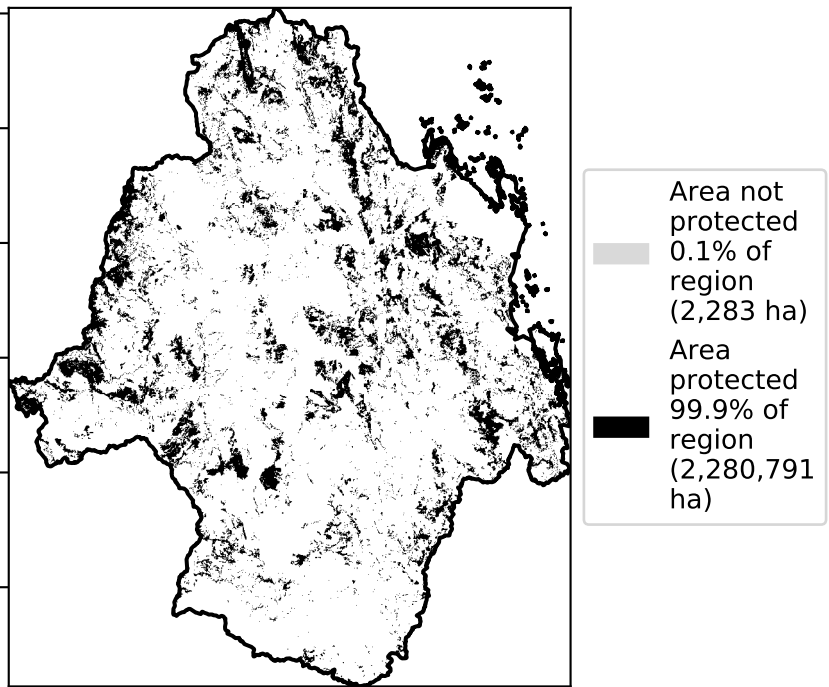 Area not
protected
0.1% of
region
(2,283 ha)
Area
protected
99.9% of
region
(2,280,791
ha)